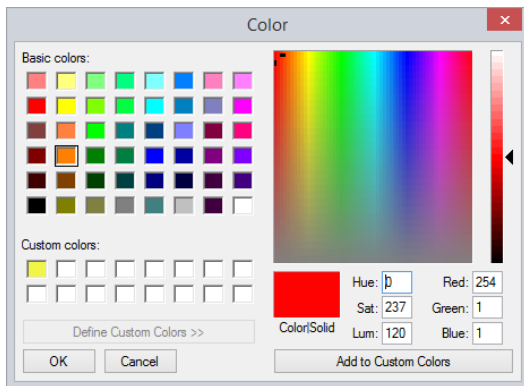 Color
x
Basic colors:
Custom colors:
Define Custom Colors >>
OK Cancel
Hue: 0 Red: 254
Sat: 237 Green: 1
Color|Solid Lum: 120 Blue: 1
Add to Custom Colors